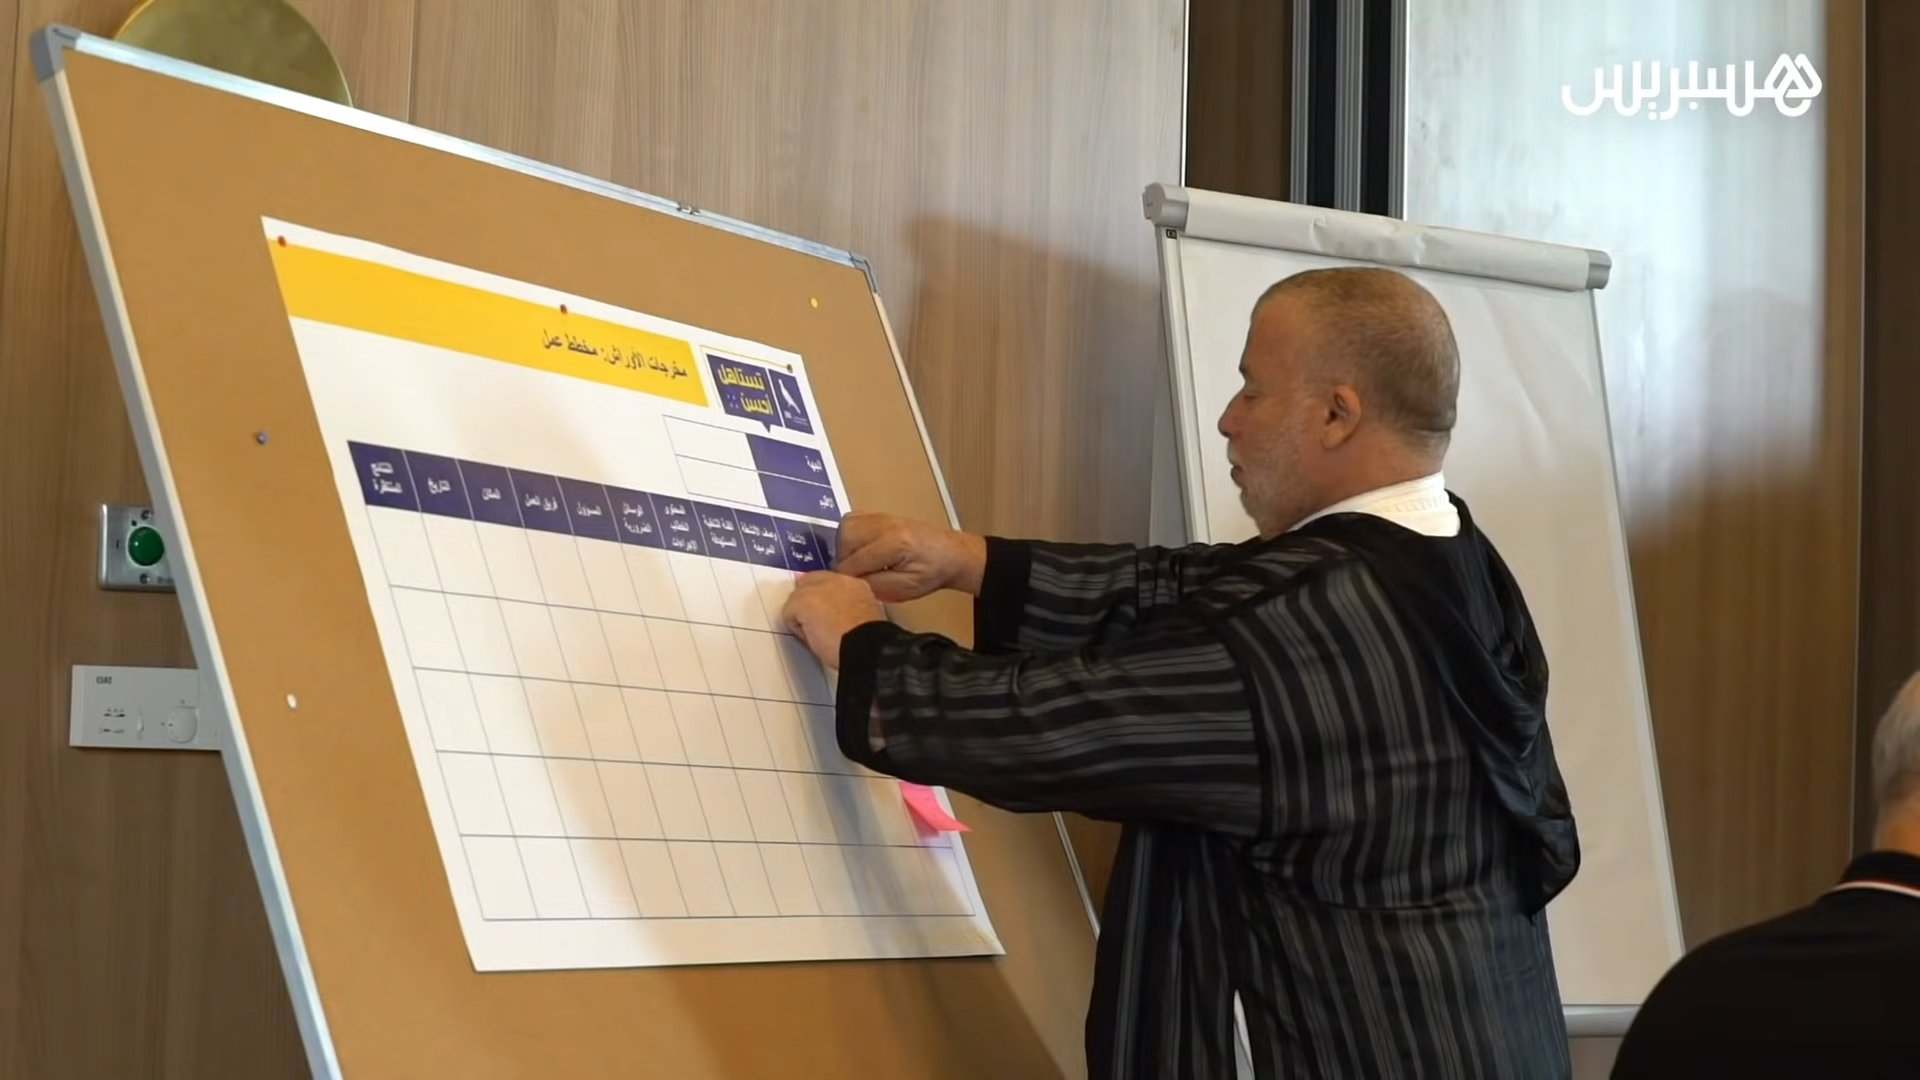 هسبريس
مخرجات الأوراش: مخطط عمل
تستاهل
أحسن
الجهة
الإقليم
الأنشطة المبرمجة
وصف الأنشطة المبرمجة
الفئة المستهدفة
الوسائل الضرورية
المسؤول
فريق العمل
المكان
التاريخ
النتائج المنتظرة